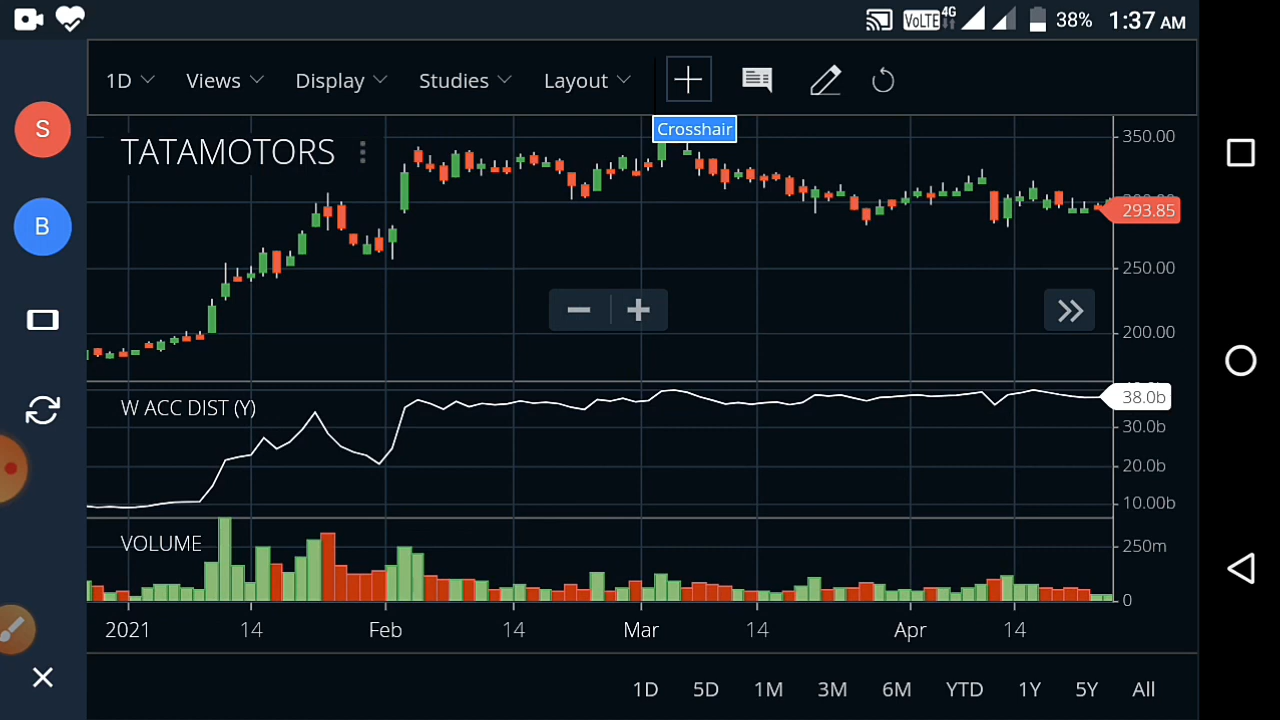 VoLTE 4G 38% 1:37 AM
1D Views Display Studies Layout
Crosshair
S
B
TATAMOTORS
350.00
293.85
250.00
200.00
W ACC DIST (Y)
38.0b
30.0b
20.0b
10.00b
VOLUME
250m
0
2021 14 Feb 14 Mar 14 Apr 14
1D 5D 1M 3M 6M YTD 1Y 5Y All